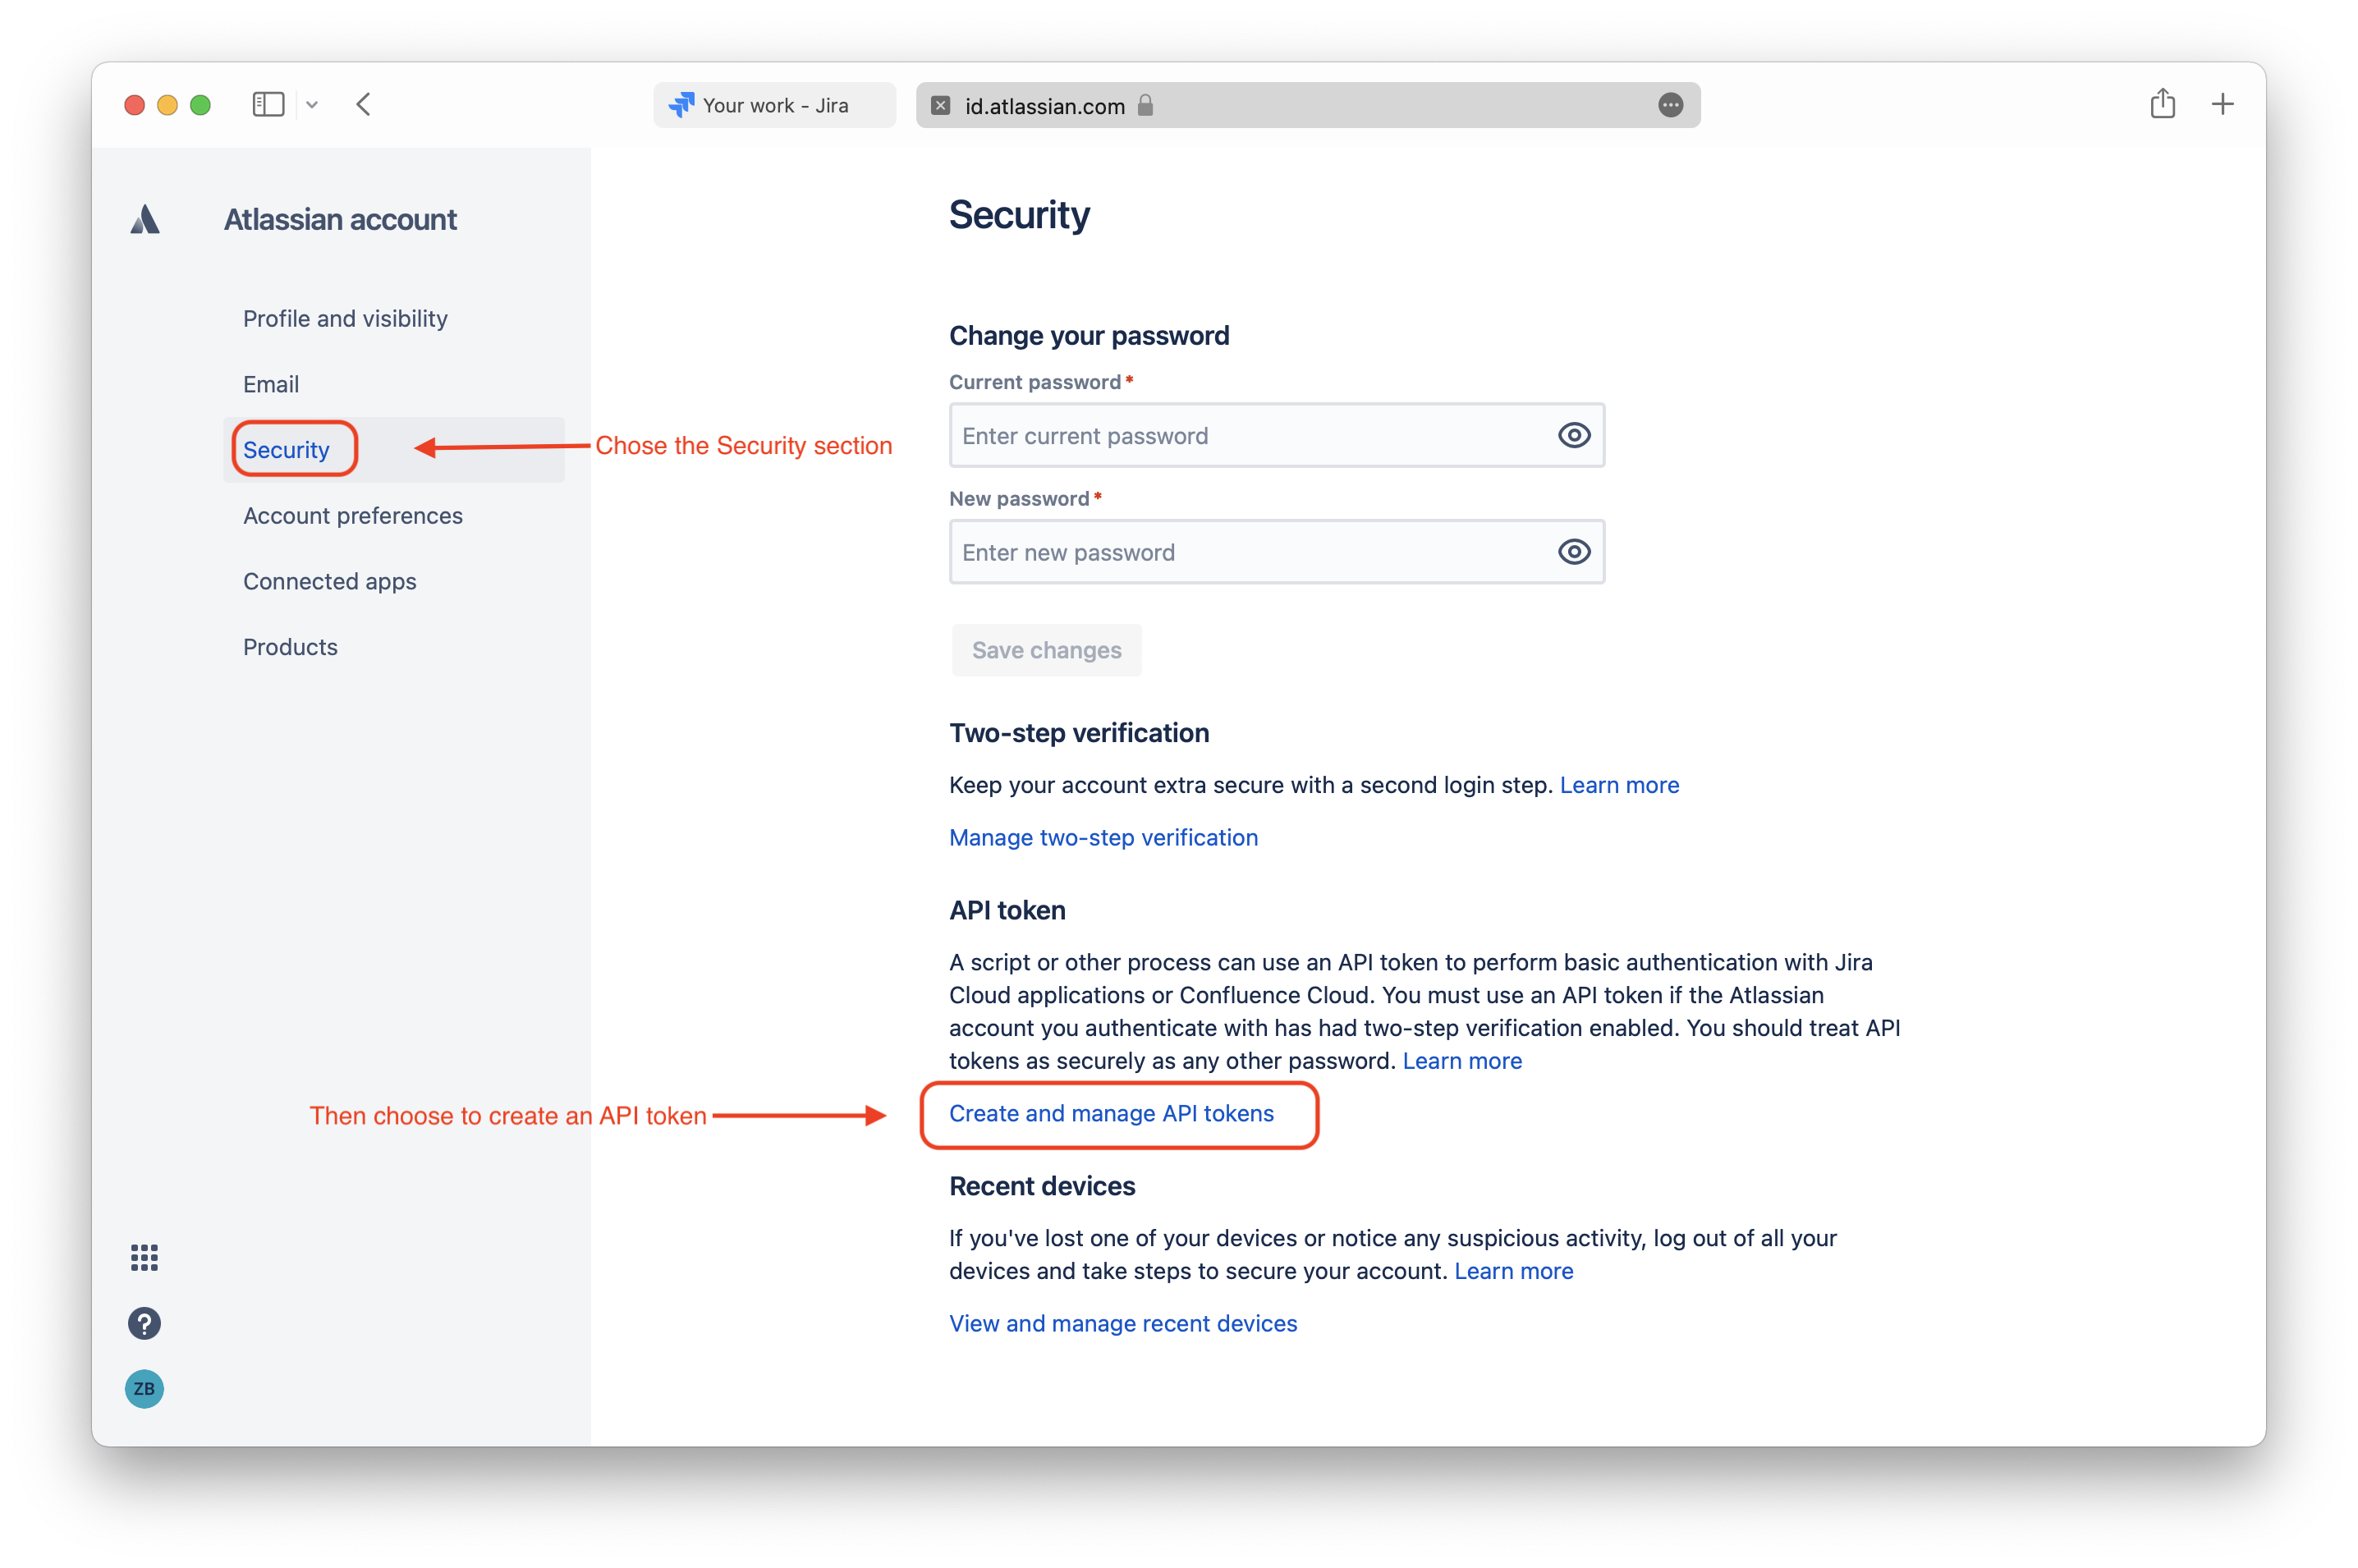 Your work - Jira
id.atlassian.com
Atlassian account
Profile and visibility
Email
Security
Account preferences
Connected apps
Products
ZB
Chose the Security section
Then choose to create an API token
Security
Change your password
Current password*
Enter current password
New password*
Enter new password
Save changes
Two-step verification
Keep your account extra secure with a second login step. Learn more
Manage two-step verification
API token
A script or other process can use an API token to perform basic authentication with Jira
Cloud applications or Confluence Cloud. You must use an API token if the Atlassian
account you authenticate with has had two-step verification enabled. You should treat API
tokens as securely as any other password. Learn more
Create and manage API tokens
Recent devices
If you've lost one of your devices or notice any suspicious activity, log out of all your
devices and take steps to secure your account. Learn more
View and manage recent devices